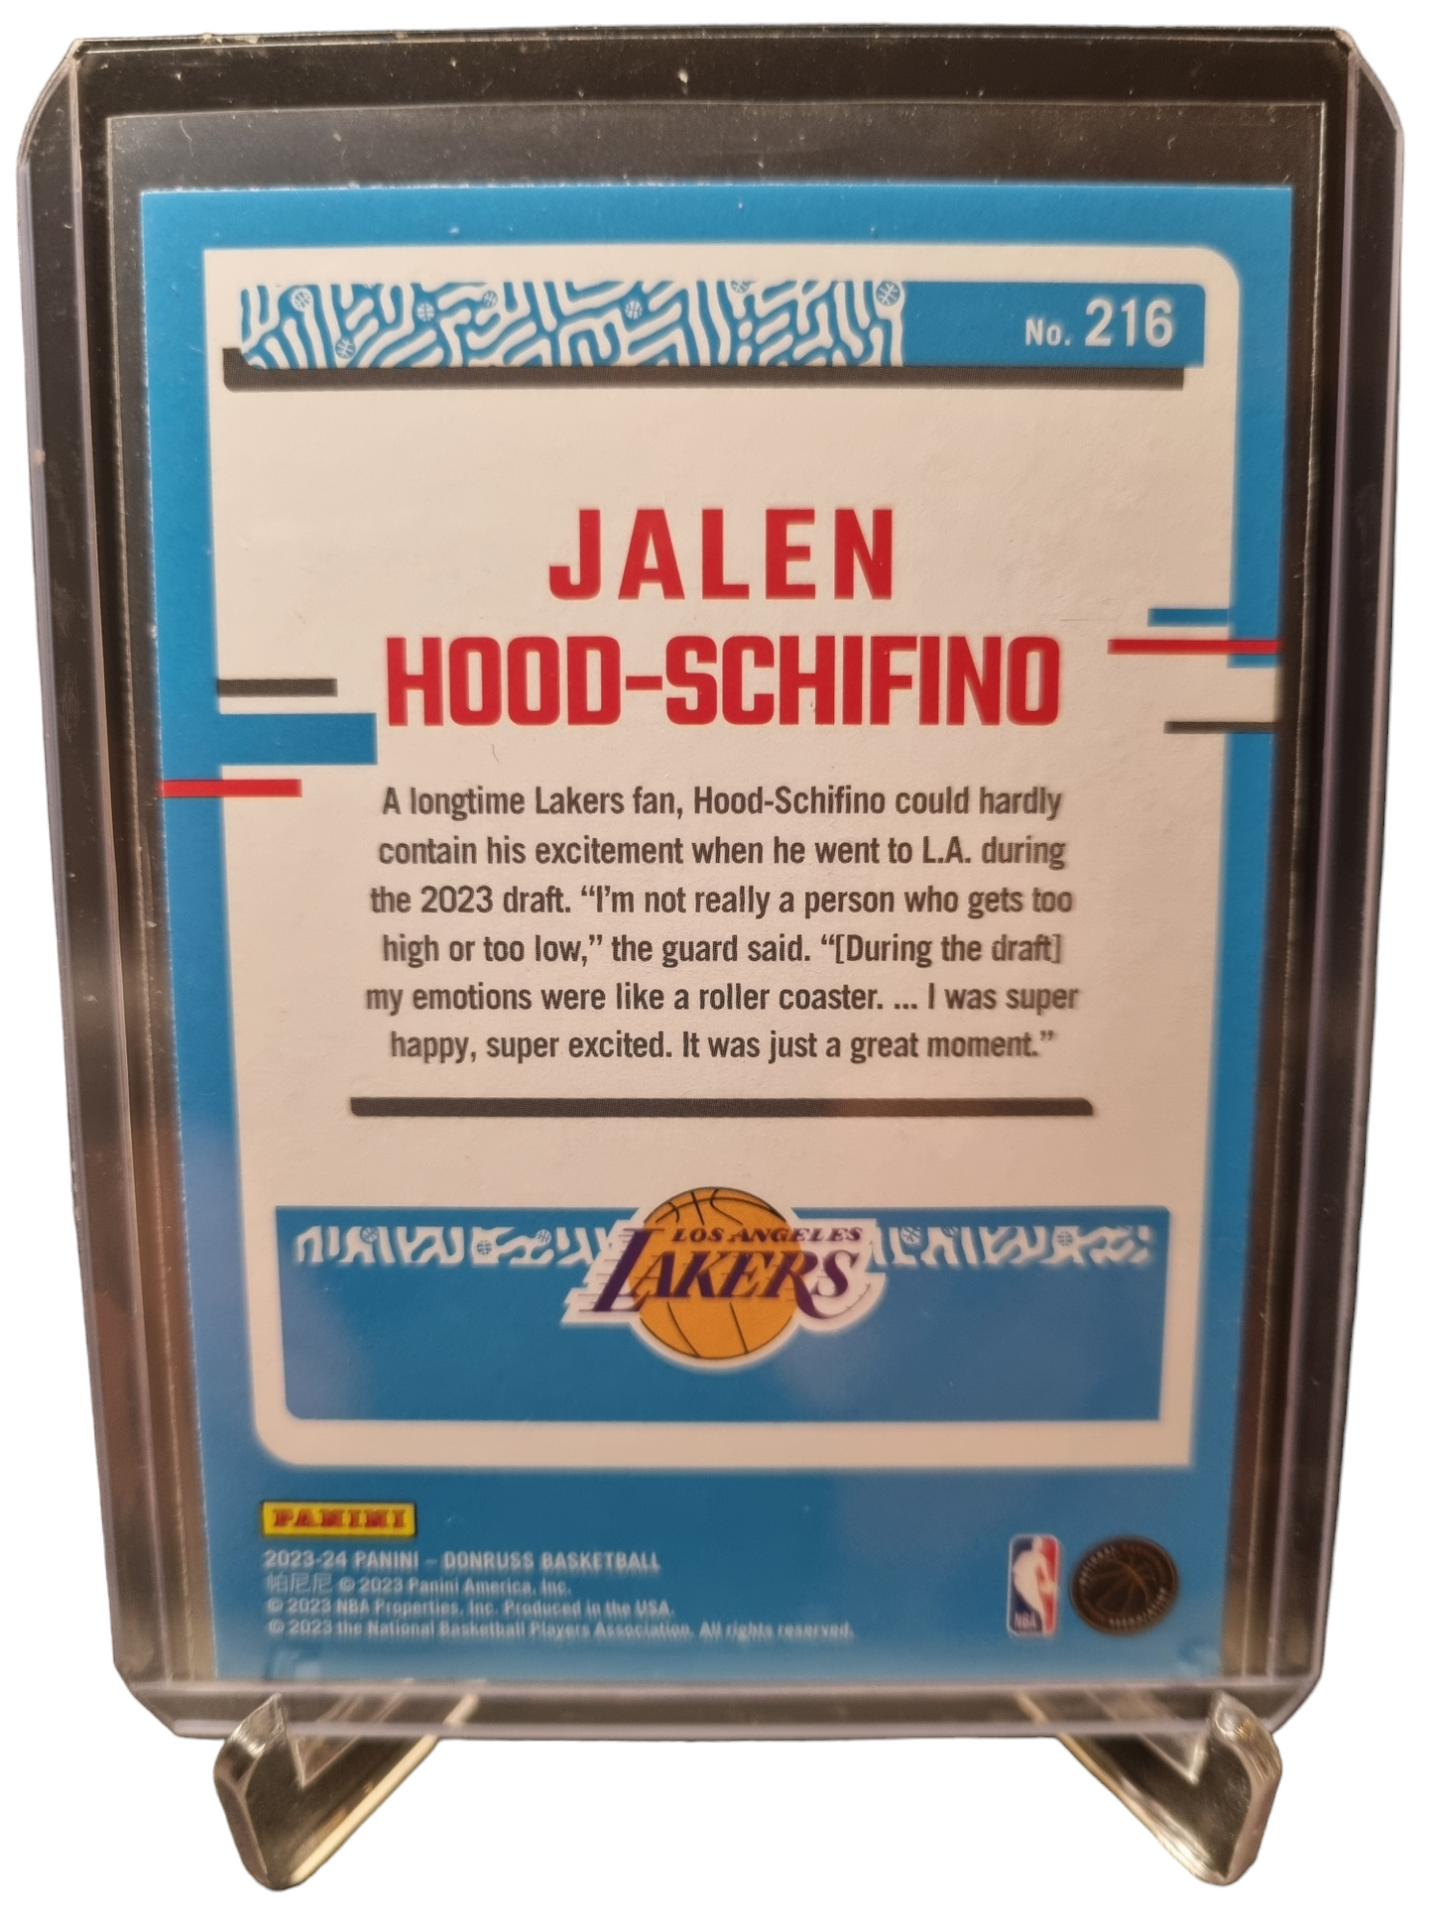 No. 216
JALEN
HOOD-SCHIFINO
A longtime Lakers fan, Hood-Schifino could hardly
contain his excitement when he went to L.A. during
the 2023 draft. “I’m not really a person who gets too
high or too low,” the guard said. “[During the draft]
my emotions were like a roller coaster. ... I was super
happy, super excited. It was just a great moment.”
LOS ANGELES
LAKERS
PANINI
2023-24 PANINI – DONRUSS BASKETBALL
帕尼尼 © 2023 Panini America, Inc.
© 2023 NBA Properties, Inc. Produced in the USA.
© 2023 the National Basketball Players Association. All rights reserved.
NBA